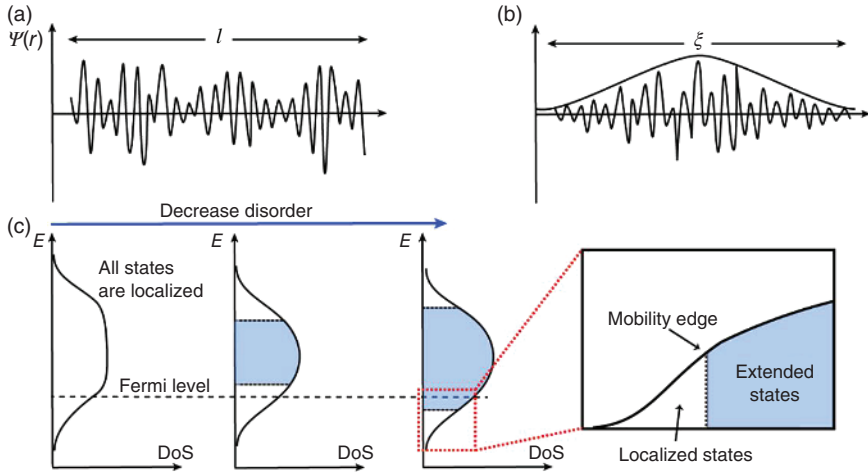 (a)
Ψ(r)
l
(b)
ξ
Decrease disorder
(c)
E
All states
are localized
Fermi level
DoS
E
DoS
E
DoS
Mobility edge
Extended
states
Localized states